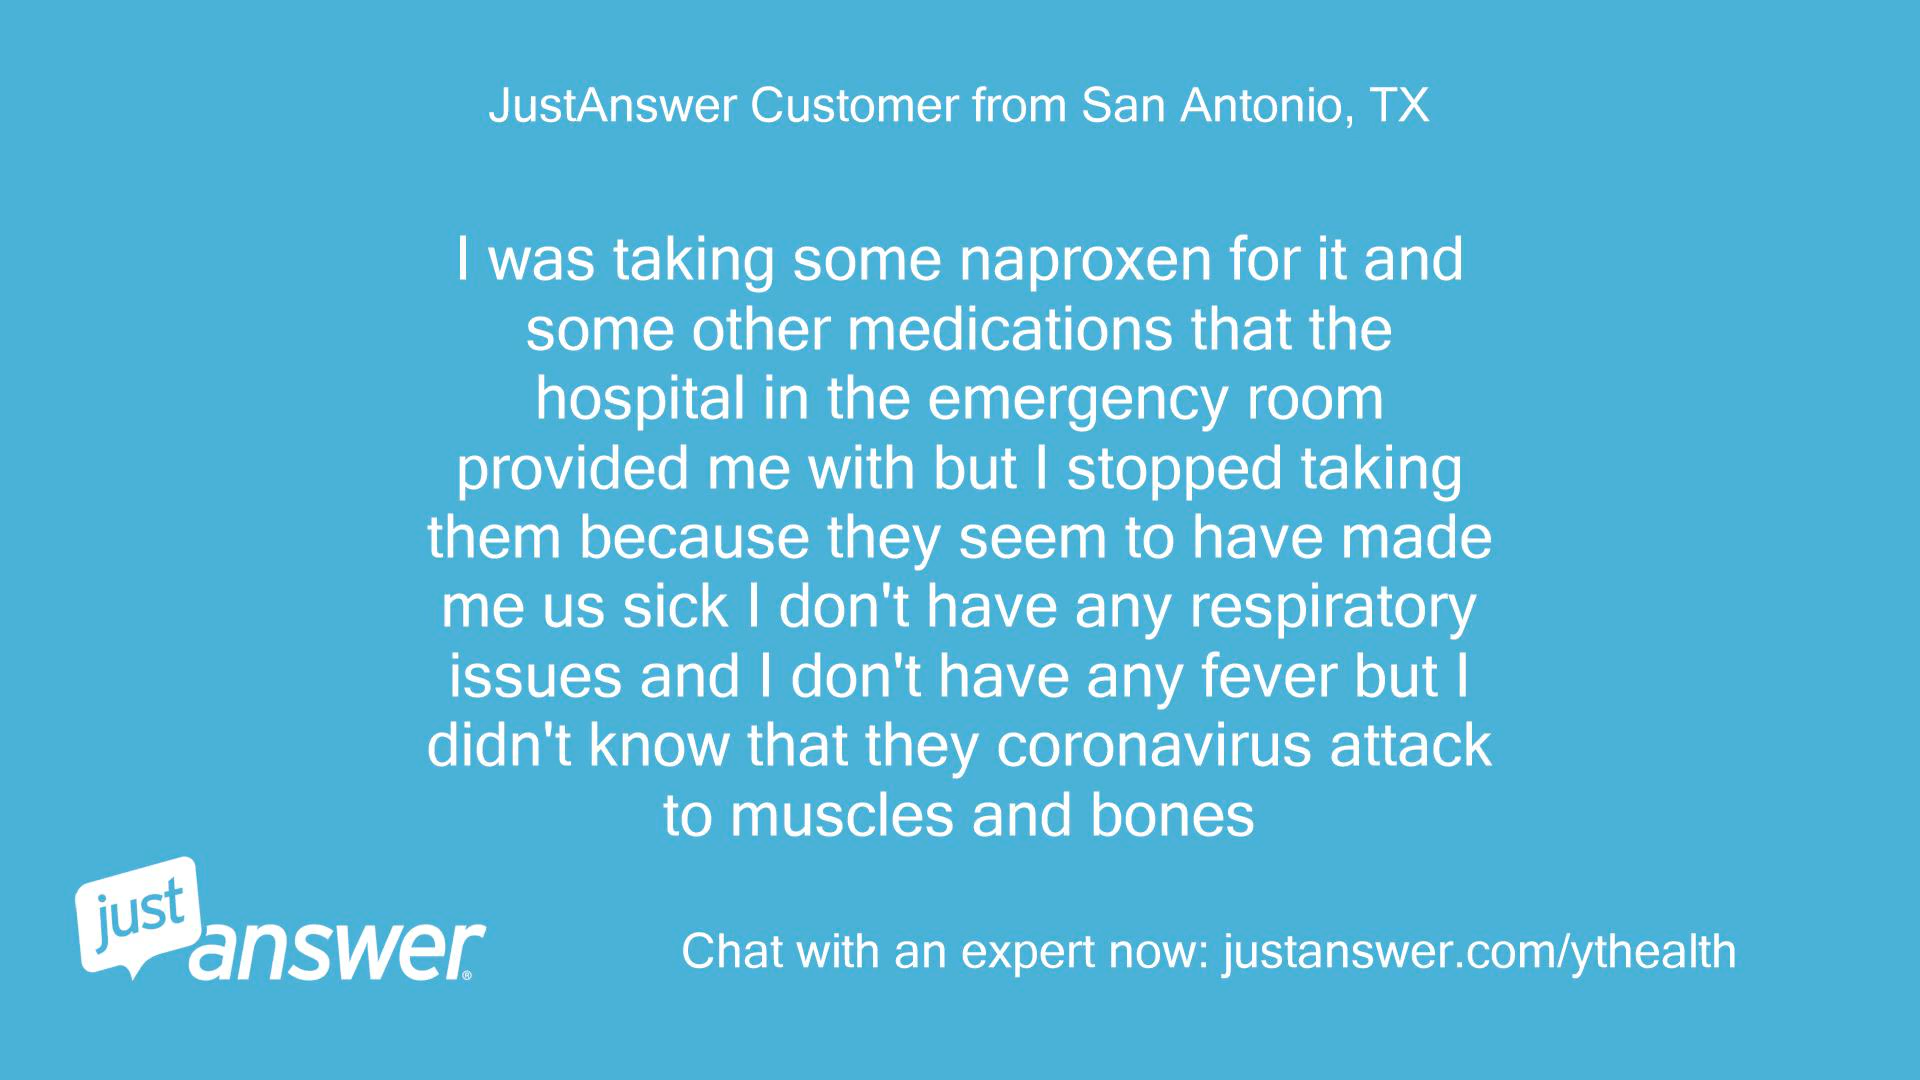 JustAnswer Customer from San Antonio, TX
I was taking some naproxen for it and
some other medications that the
hospital in the emergency room
provided me with but I stopped taking
them because they seem to have made
me us sick I don't have any respiratory
issues and I don't have any fever but I
didn't know that they coronavirus attack
to muscles and bones
just
answer®
Chat with an expert now: justanswer.com/ythealth